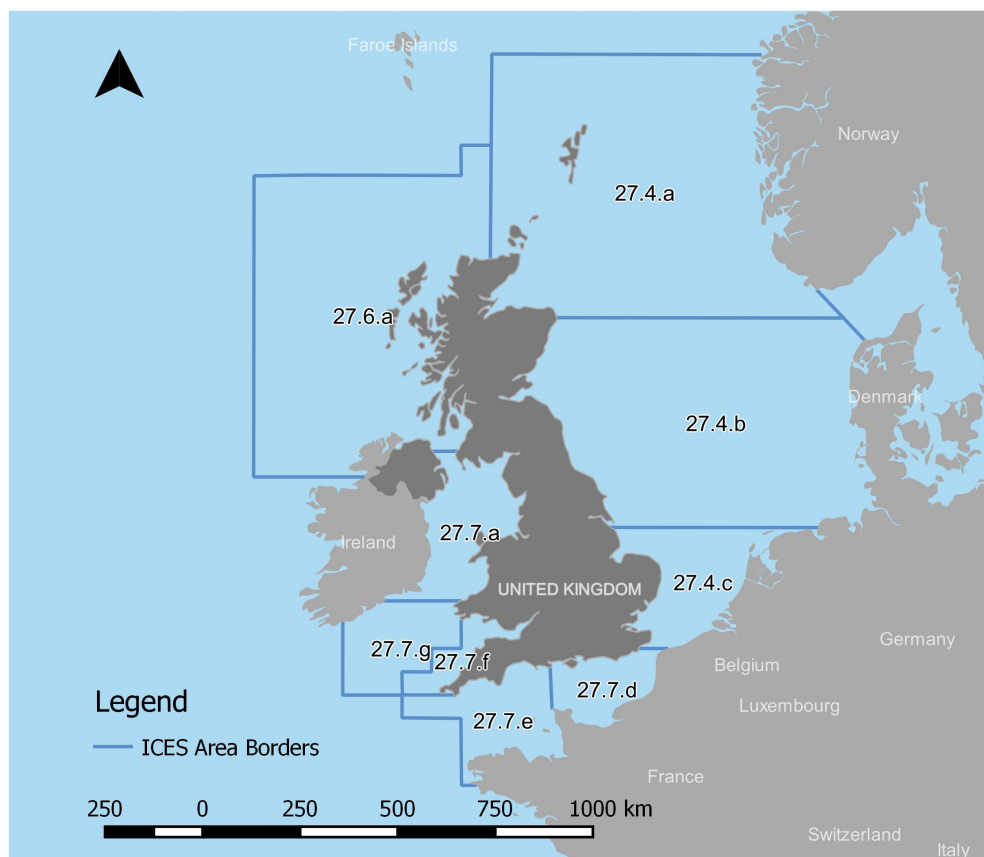 Faroe Islands
Norway
27.4.a
27.6.a
Denmark
27.4.b
27.7.a
Ireland
27.4.c
UNITED KINGDOM
Germany
27.7.g
27.7.f
Belgium
27.7.d
Legend
Luxembourg
27.7.e
ICES Area Borders
France
250 0 250 500 750 1000 km
Switzerland
Italy